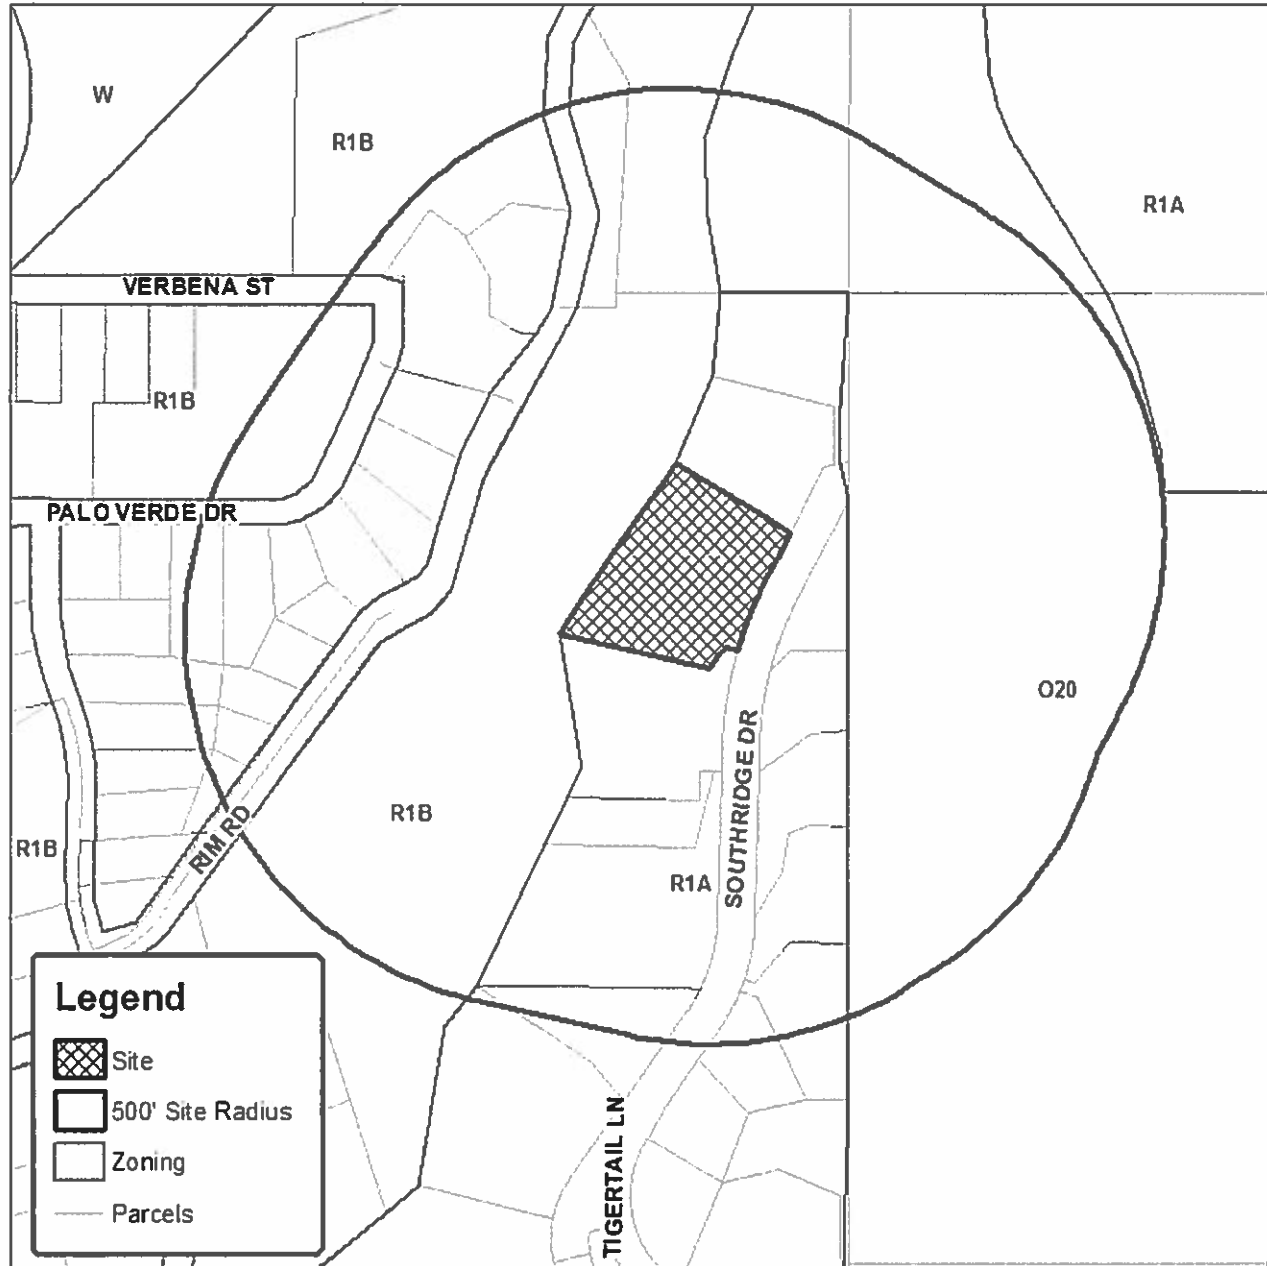 W
R1B
R1A
VERBENA ST
R1B
PALO VERDE DR
O20
SOUTHRIDGE DR
R1B
RIM RD
R1B
R1A
Legend
Site
500' Site Radius
Zoning
Parcels
TIGERTAIL LN